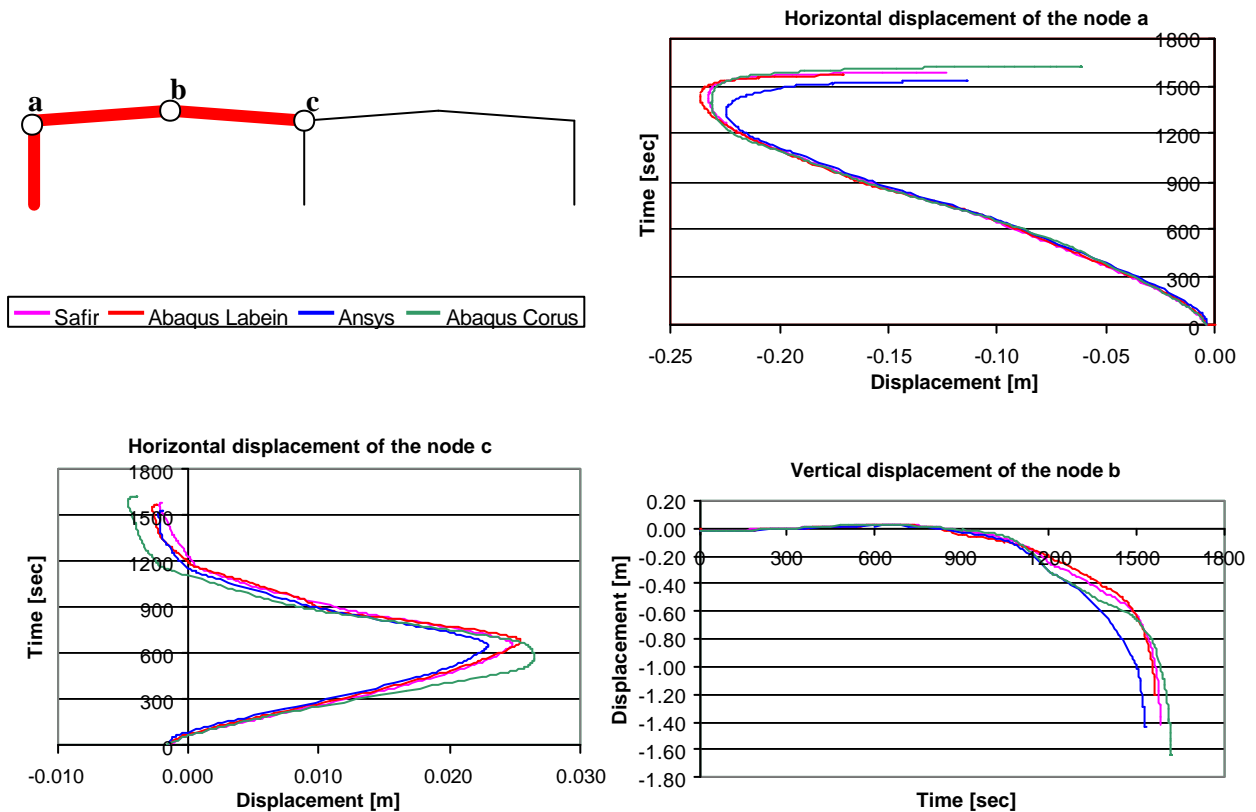 a
b
c
Safir Abaqus Labein Ansys Abaqus Corus
Horizontal displacement of the node a
Time [sec]
1800
1500
1200
900
600
300
0
-0.25 -0.20 -0.15 -0.10 -0.05 0.00
Displacement [m]
Horizontal displacement of the node c
Time [sec]
1800
1500
1200
900
600
300
0
-0.010 0.000 0.010 0.020 0.030
Displacement [m]
Vertical displacement of the node b
Displacement [m]
0.20
0.00
-0.20
-0.40
-0.60
-0.80
-1.00
-1.20
-1.40
-1.60
-1.80
0 300 600 900 1200 1500 1800
Time [sec]